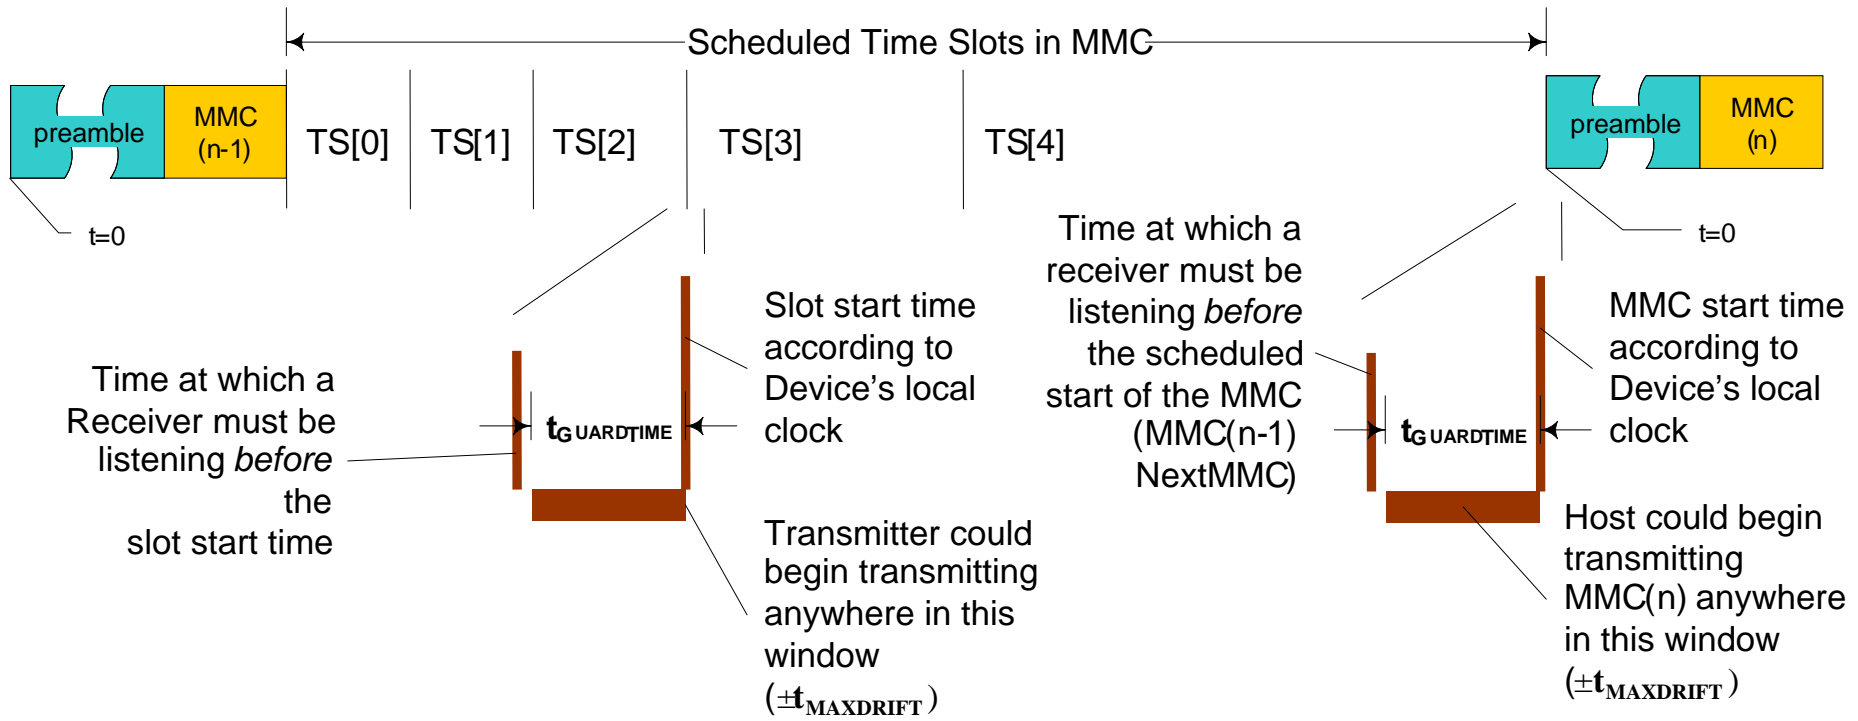 Scheduled Time Slots in MMC
preamble
MMC
(n-1)
TS[0]
TS[1]
TS[2]
TS[3]
TS[4]
preamble
MMC
(n)
t=0
t=0
Time at which a
Receiver must be
listening before
the
slot start time
tGUARDTIME
Slot start time
according to
Device's local
clock
Transmitter could
begin transmitting
anywhere in this
window
(±tMAXDRIFT)
Time at which a
receiver must be
listening before
the scheduled
start of the MMC
(MMC(n-1)
NextMMC)
tGUARDTIME
MMC start time
according to
Device's local
clock
Host could begin
transmitting
MMC(n) anywhere
in this window
(±tMAXDRIFT)